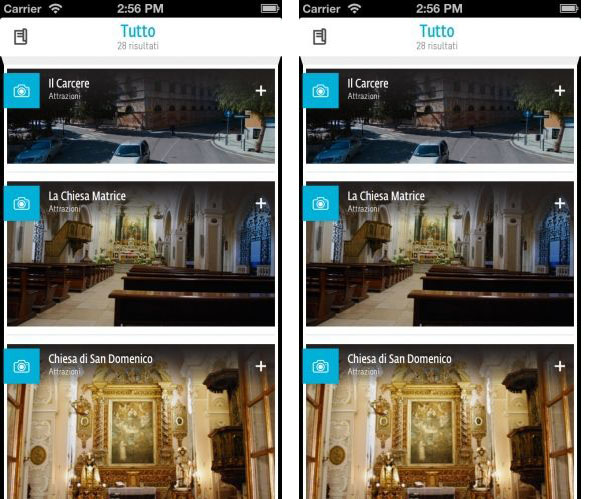 Carrier 2:56 PM
Tutto
28 risultati
Il Carcere
Attrazioni
La Chiesa Matrice
Attrazioni
Chiesa di San Domenico
Attrazioni
Carrier 2:56 PM
Tutto
28 risultati
Il Carcere
Attrazioni
La Chiesa Matrice
Attrazioni
Chiesa di San Domenico
Attrazioni